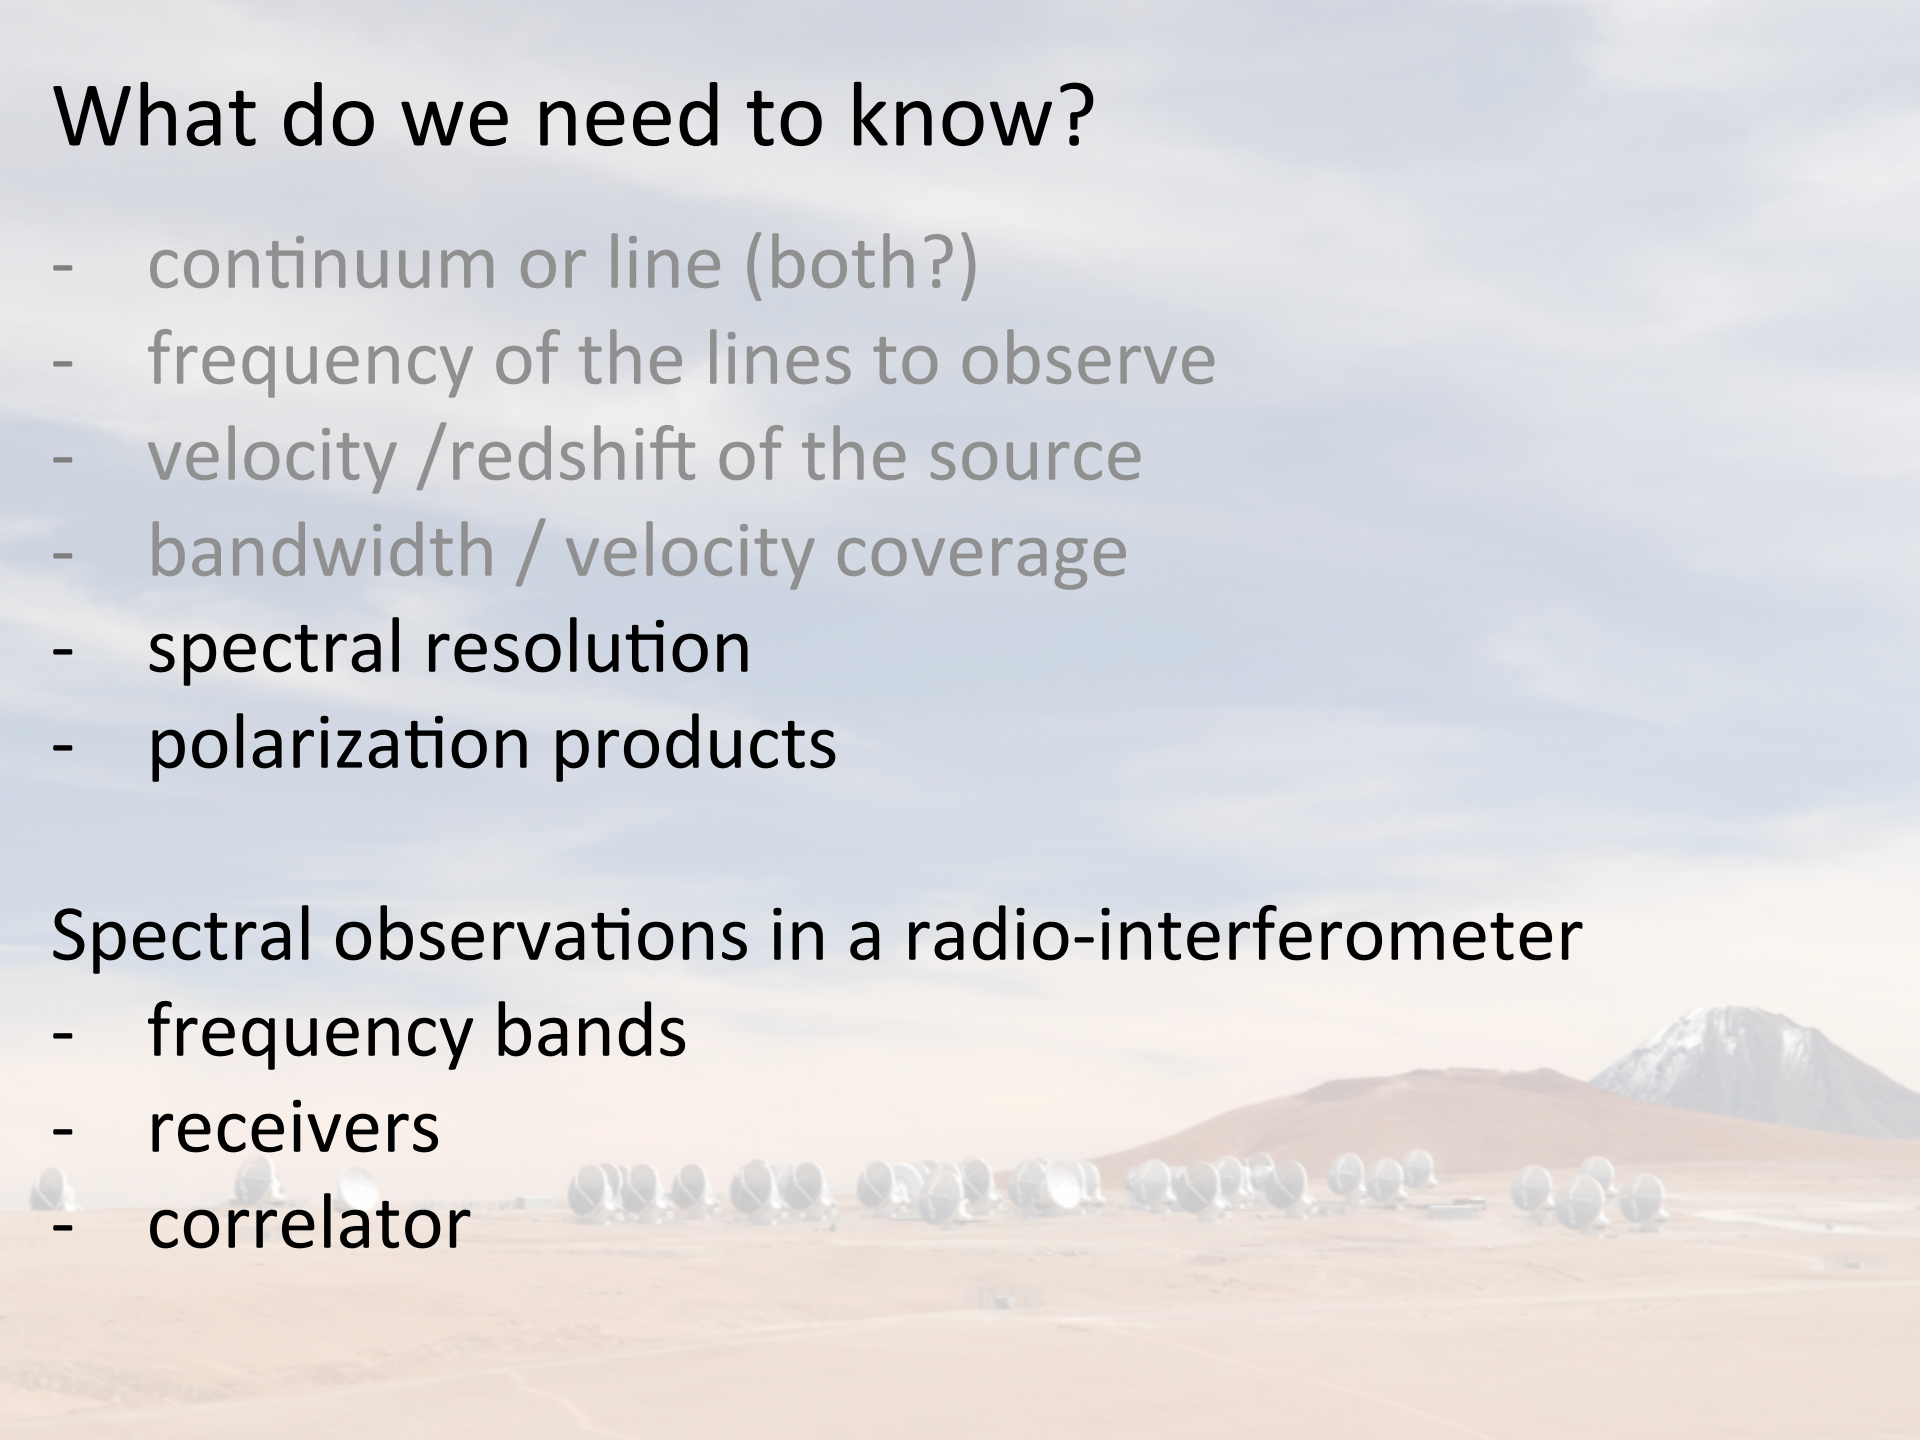 What do we need to know?
- continuum or line (both?)
- frequency of the lines to observe
- velocity /redshift of the source
- bandwidth / velocity coverage
- spectral resolution
- polarization products
Spectral observations in a radio-interferometer
- frequency bands
- receivers
- correlator